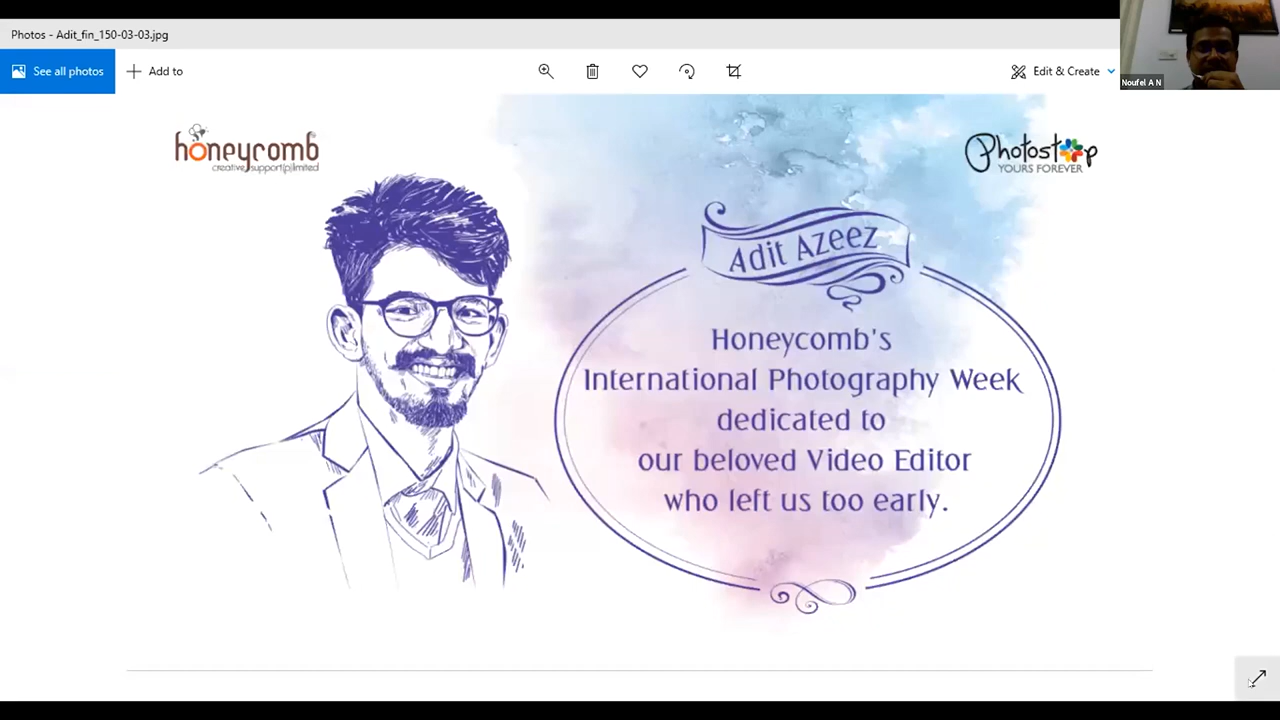 Photos - Adit_fin_150-03-03.jpg
See all photos
Add to
Edit & Create
Noufel A N
honeycomb
creative support(p)limited
Photostop
YOURS FOREVER
Adit Azeez
Honeycomb's
International Photography Week
dedicated to
our beloved Video Editor
who left us too early.